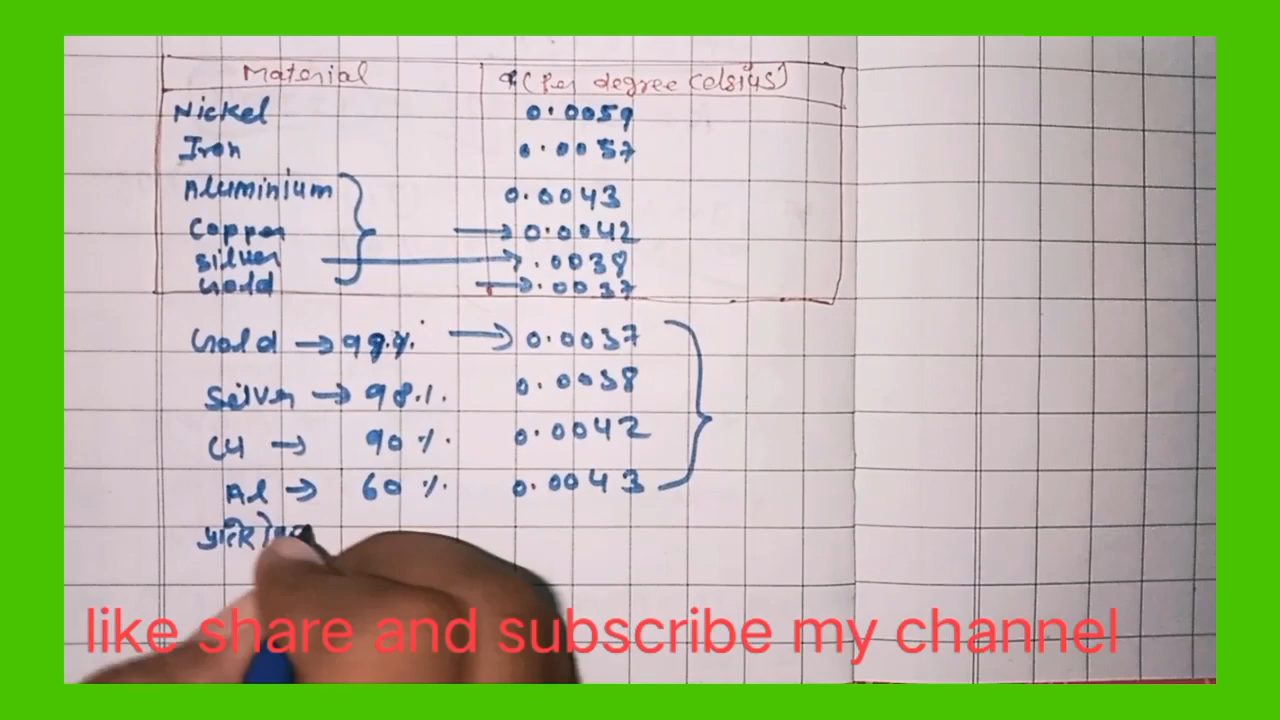 Material α(Per degree Celsius)
Nickel 0.0059
Iron 0.0057
Aluminium 0.0043
Copper → 0.0042
Silver → .0038
Gold → .0037
Gold → 99% → 0.0037
Silver → 98% 0.0038
Cu → 90% 0.0042
Al → 60% 0.0043
like share and subscribe my channel